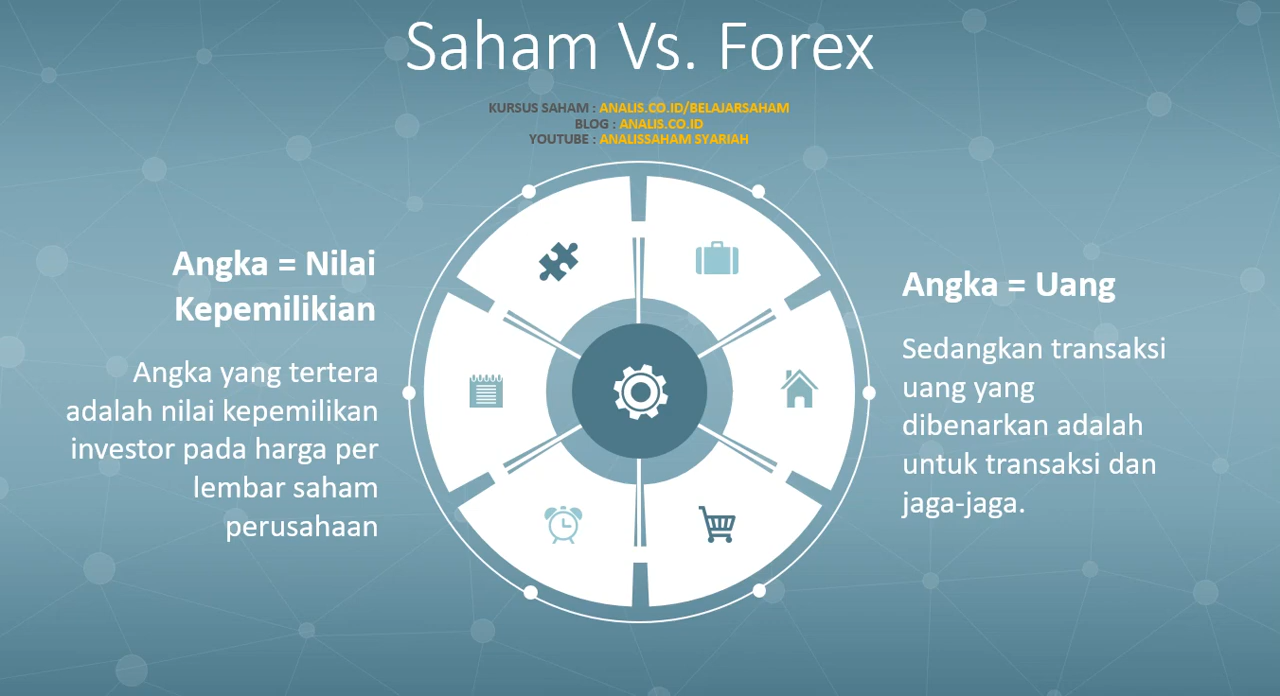 Saham Vs. Forex
KURSUS SAHAM : ANALIS.CO.ID/BELAJARSAHAM
BLOG : ANALIS.CO.ID
YOUTUBE : ANALISSAHAM SYARIAH
Angka = Nilai
Kepemilikian
Angka yang tertera
adalah nilai kepemilikan
investor pada harga per
lembar saham
perusahaan
Angka = Uang
Sedangkan transaksi
uang yang
dibenarkan adalah
untuk transaksi dan
jaga-jaga.